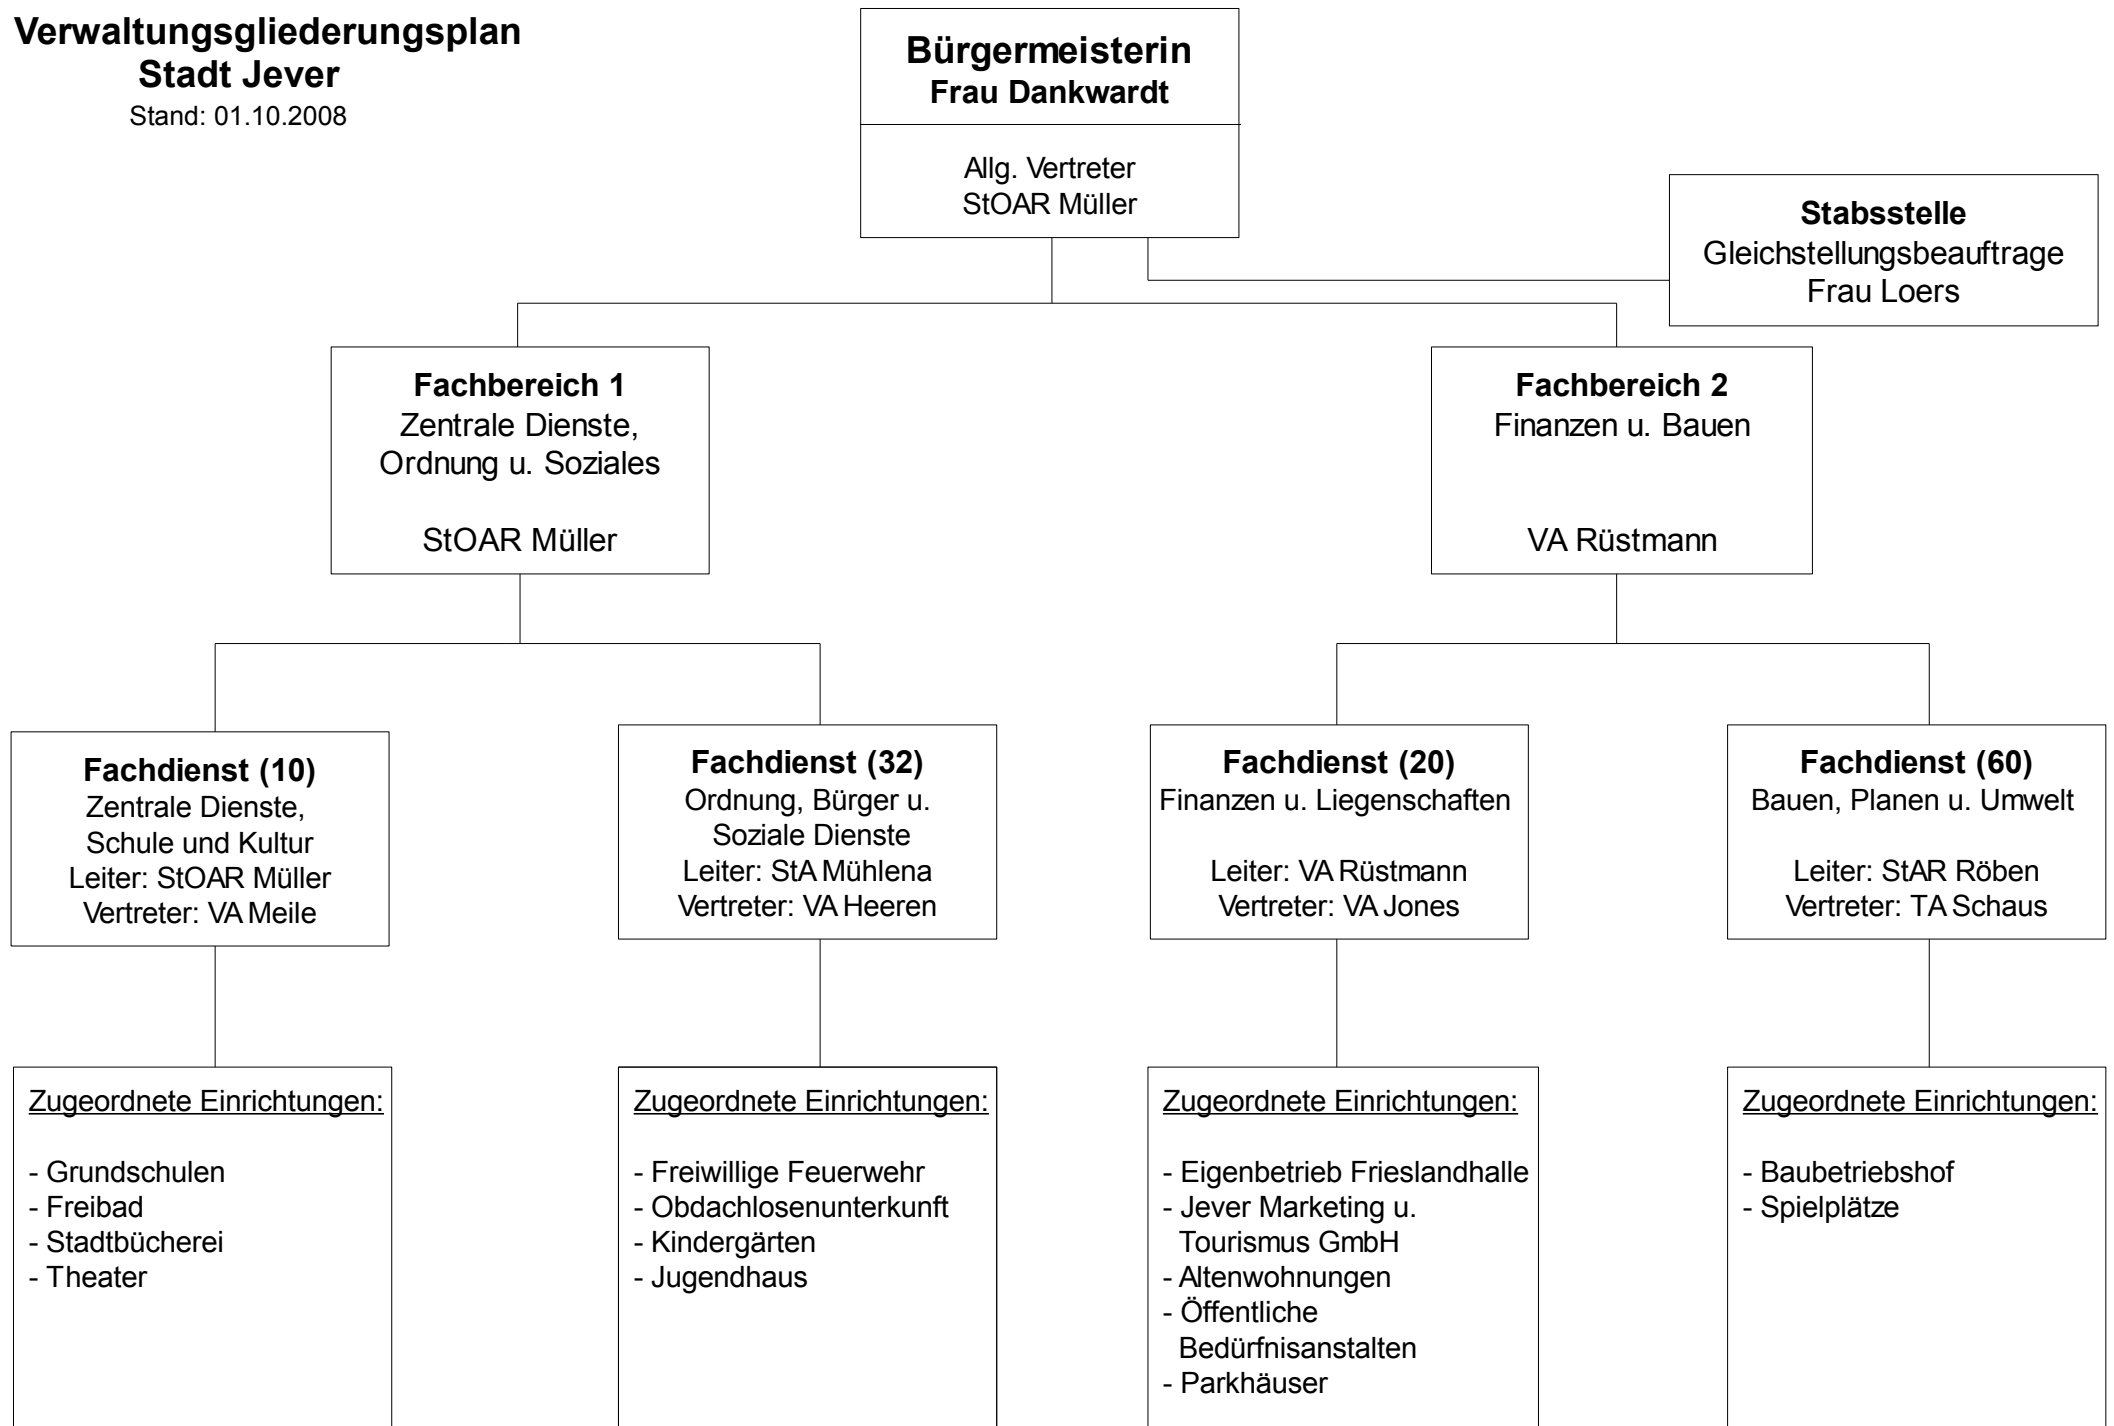 Verwaltungsgliederungsplan
Stadt Jever
Stand: 01.10.2008
Bürgermeisterin
Frau Dankwardt
Allg. Vertreter
StOAR Müller
Stabsstelle
Gleichstellungsbeauftrage
Frau Loers
Fachbereich 1
Zentrale Dienste,
Ordnung u. Soziales
StOAR Müller
Fachbereich 2
Finanzen u. Bauen
VA Rüstmann
Fachdienst (10)
Zentrale Dienste,
Schule und Kultur
Leiter: StOAR Müller
Vertreter: VA Meile
Fachdienst (32)
Ordnung, Bürger u.
Soziale Dienste
Leiter: StA Mühlena
Vertreter: VA Heeren
Fachdienst (20)
Finanzen u. Liegenschaften
Leiter: VA Rüstmann
Vertreter: VA Jones
Fachdienst (60)
Bauen, Planen u. Umwelt
Leiter: StAR Röben
Vertreter: TA Schaus
Zugeordnete Einrichtungen:
- Grundschulen
- Freibad
- Stadtbücherei
- Theater
Zugeordnete Einrichtungen:
- Freiwillige Feuerwehr
- Obdachlosenunterkunft
- Kindergärten
- Jugendhaus
Zugeordnete Einrichtungen:
- Eigenbetrieb Frieslandhalle
- Jever Marketing u.
Tourismus GmbH
- Altenwohnungen
- Öffentliche
Bedürfnisanstalten
- Parkhäuser
Zugeordnete Einrichtungen:
- Baubetriebshof
- Spielplätze